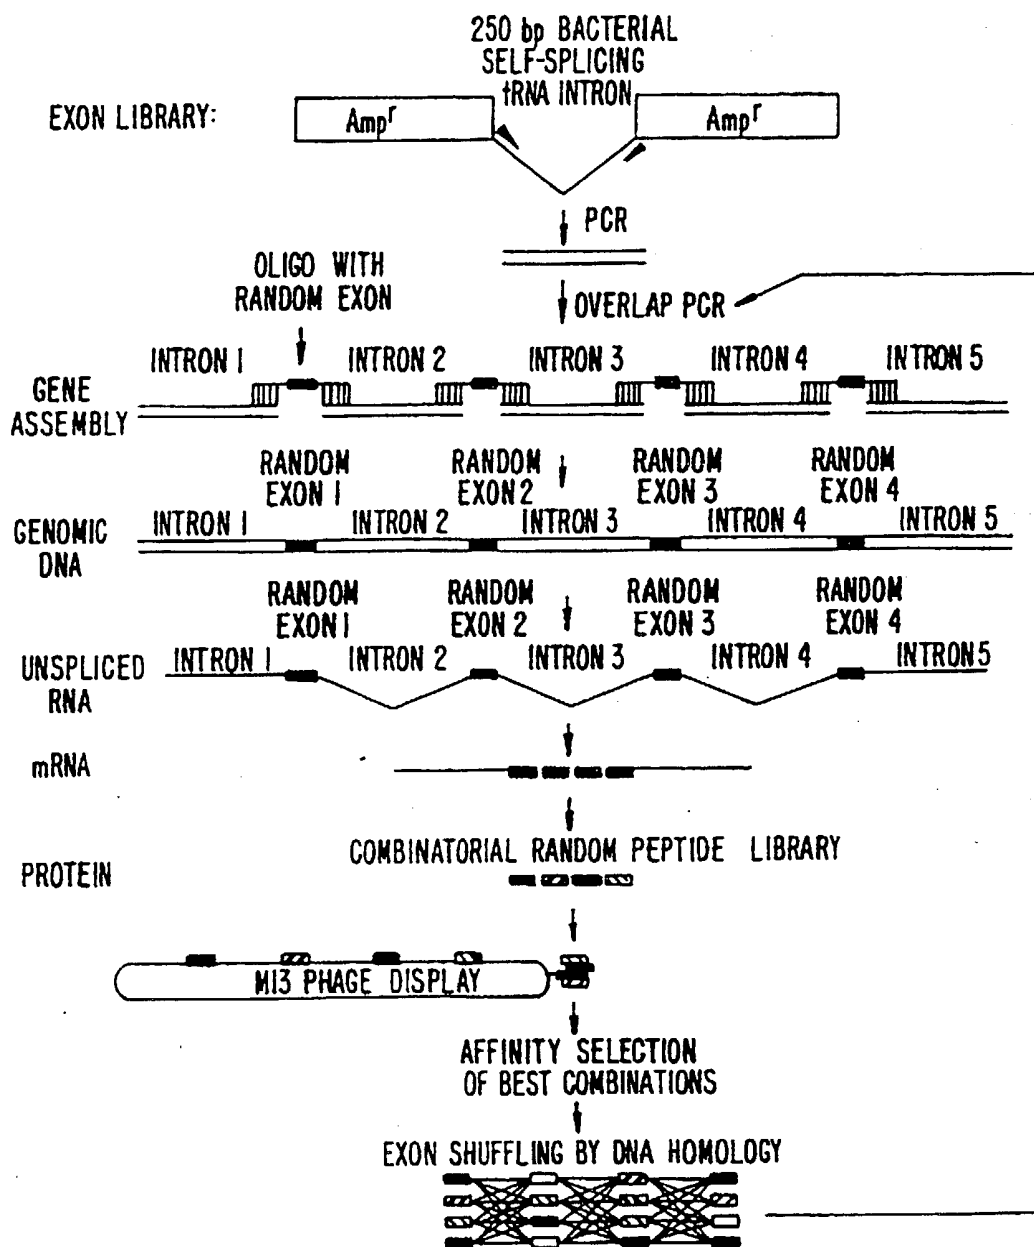 250 bp BACTERIAL
SELF-SPLICING
tRNA INTRON
EXON LIBRARY:
Ampr
Ampr
PCR
OLIGO WITH
RANDOM EXON
OVERLAP PCR
INTRON 1
INTRON 2
INTRON 3
INTRON 4
INTRON 5
GENE
ASSEMBLY
RANDOM
EXON 1
RANDOM
EXON 2
RANDOM
EXON 3
RANDOM
EXON 4
GENOMIC
DNA
INTRON 1
INTRON 2
INTRON 3
INTRON 4
INTRON 5
RANDOM
EXON 1
RANDOM
EXON 2
RANDOM
EXON 3
RANDOM
EXON 4
UNSPLICED
RNA
INTRON 1
INTRON 2
INTRON 3
INTRON 4
INTRON 5
mRNA
COMBINATORIAL RANDOM PEPTIDE LIBRARY
PROTEIN
M13 PHAGE DISPLAY
AFFINITY SELECTION
OF BEST COMBINATIONS
EXON SHUFFLING BY DNA HOMOLOGY